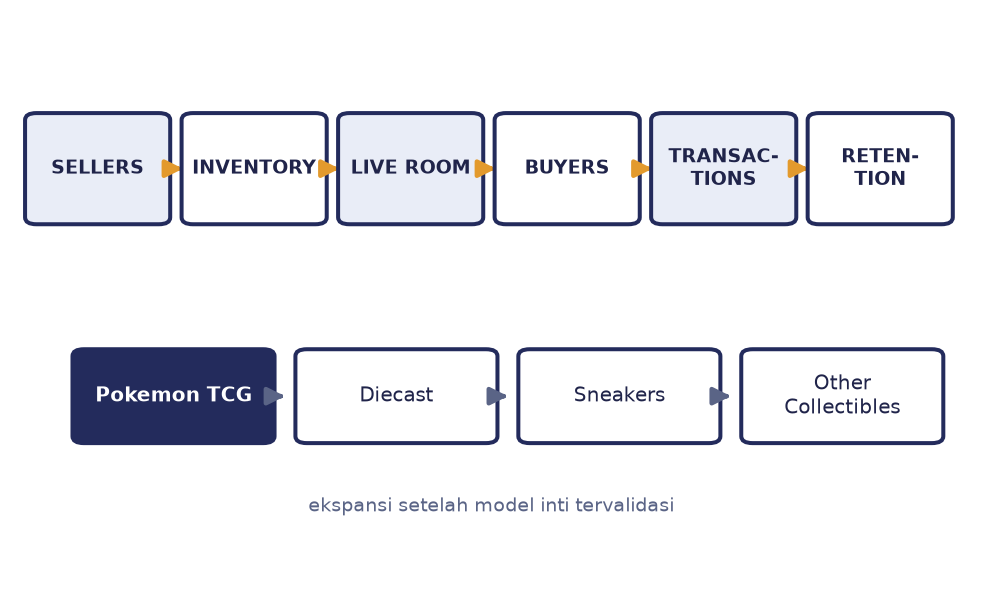 SELLERS
INVENTORY
LIVE ROOM
BUYERS
TRANSAC-
TIONS
RETEN-
TION
Pokemon TCG
Diecast
Sneakers
Other
Collectibles
ekspansi setelah model inti tervalidasi